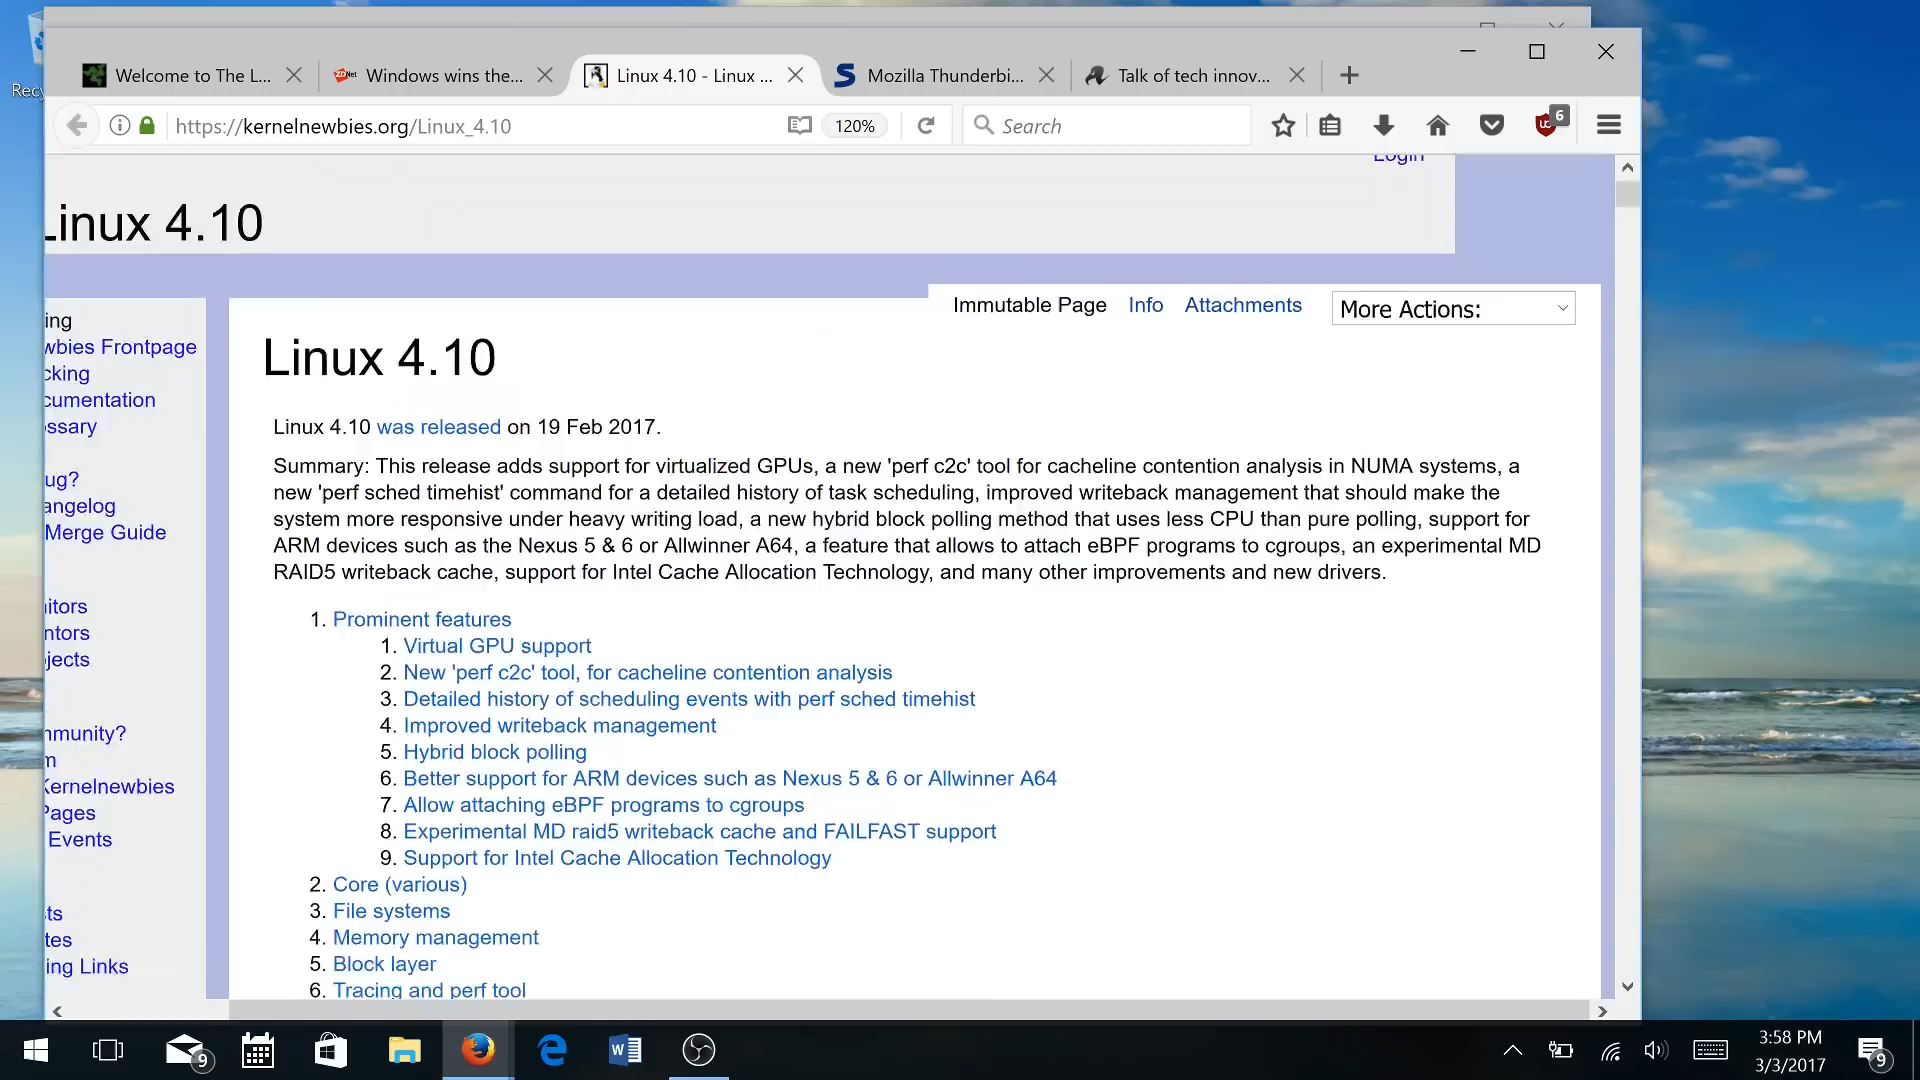 Recy
Welcome to The L...
ZDNet
Windows wins the...
Linux 4.10 - Linux ...
Mozilla Thunderbi...
Talk of tech innov...
https://kernelnewbies.org/Linux_4.10
120%
Search
6
Login
Linux 4.10
Immutable Page
Info
Attachments
More Actions:
ing
wbies Frontpage
cking
cumentation
ossary
ug?
angelog
Merge Guide
itors
ntors
jects
mmunity?
m
Kernelnewbies
Pages
Events
ts
tes
ing Links
Linux 4.10
Linux 4.10 was released on 19 Feb 2017.
Summary: This release adds support for virtualized GPUs, a new 'perf c2c' tool for cacheline contention analysis in NUMA systems, a
new 'perf sched timehist' command for a detailed history of task scheduling, improved writeback management that should make the
system more responsive under heavy writing load, a new hybrid block polling method that uses less CPU than pure polling, support for
ARM devices such as the Nexus 5 & 6 or Allwinner A64, a feature that allows to attach eBPF programs to cgroups, an experimental MD
RAID5 writeback cache, support for Intel Cache Allocation Technology, and many other improvements and new drivers.
1. Prominent features
1. Virtual GPU support
2. New 'perf c2c' tool, for cacheline contention analysis
3. Detailed history of scheduling events with perf sched timehist
4. Improved writeback management
5. Hybrid block polling
6. Better support for ARM devices such as Nexus 5 & 6 or Allwinner A64
7. Allow attaching eBPF programs to cgroups
8. Experimental MD raid5 writeback cache and FAILFAST support
9. Support for Intel Cache Allocation Technology
2. Core (various)
3. File systems
4. Memory management
5. Block layer
6. Tracing and perf tool
9
3:58 PM
3/3/2017
9